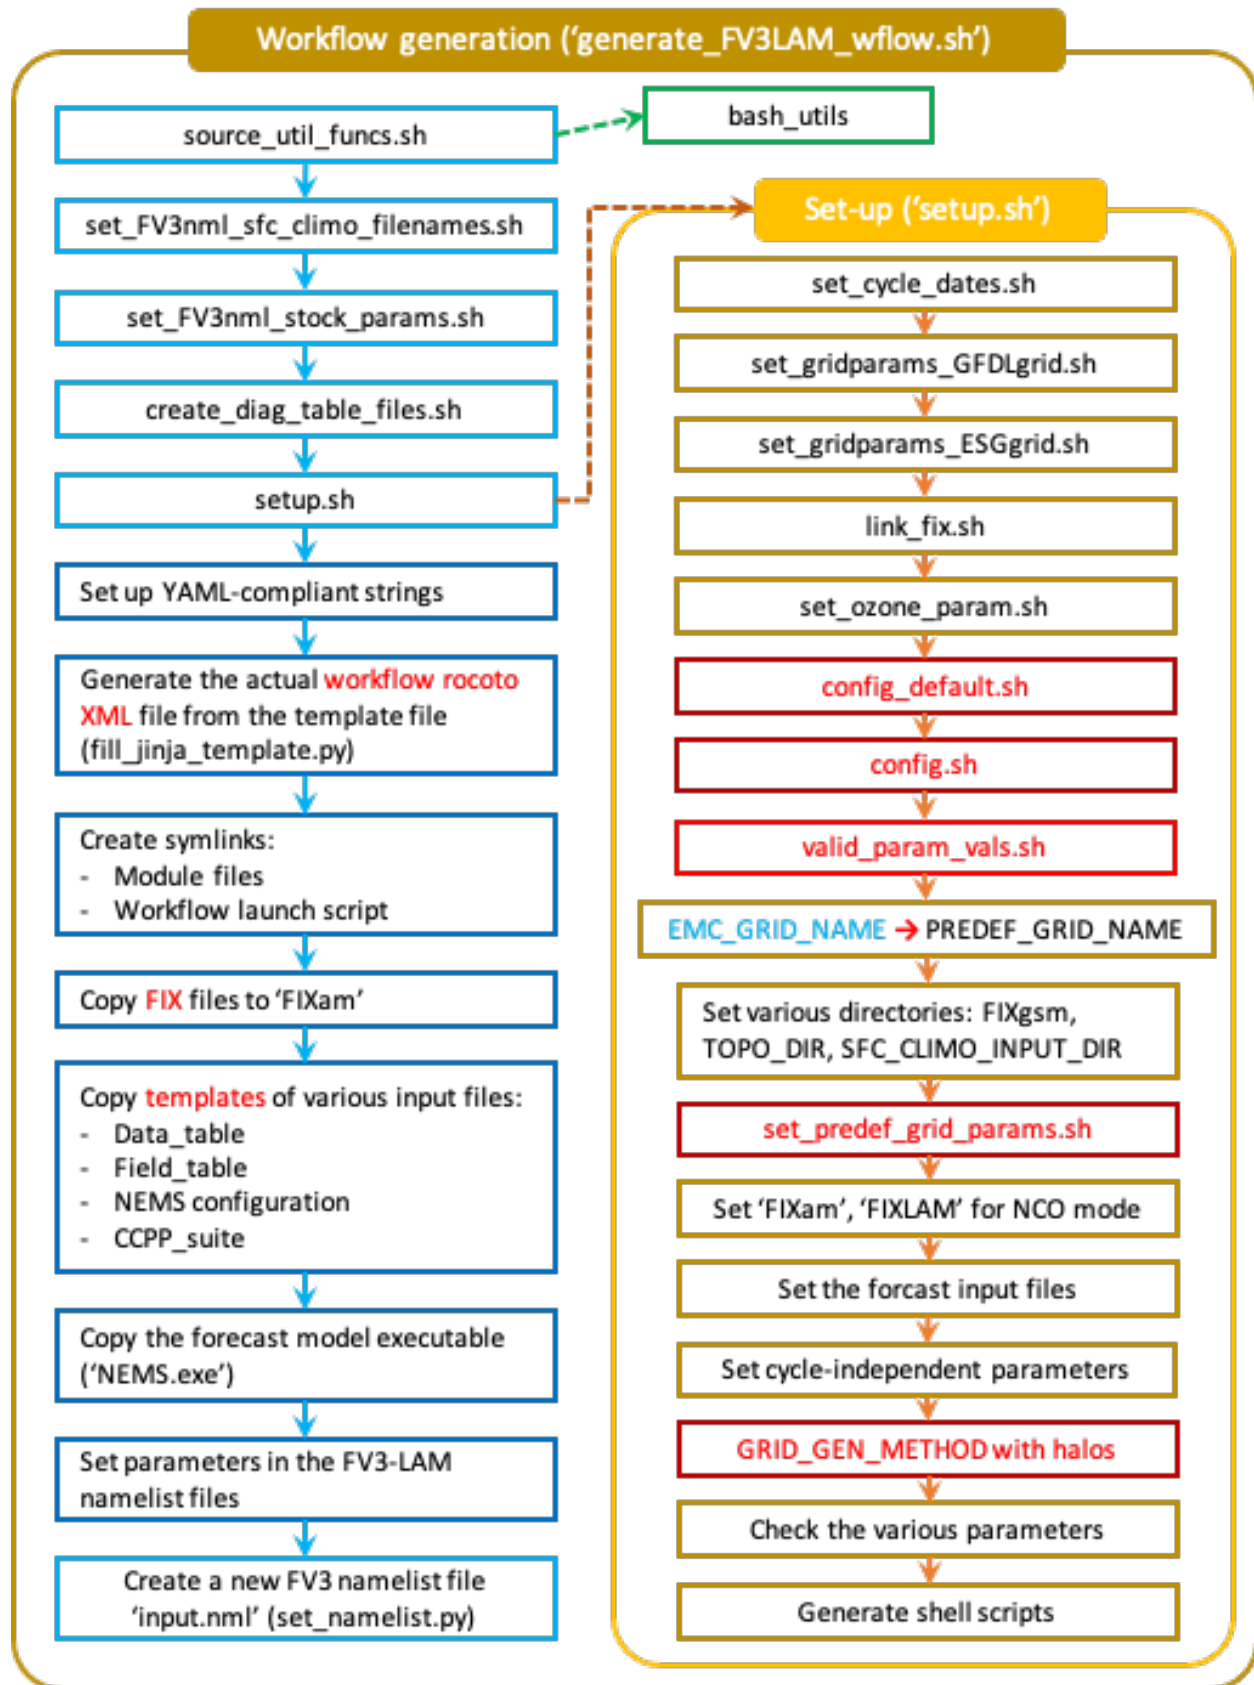 Workflow generation (‘generate_FV3LAM_wflow.sh’)
source_util_funcs.sh
bash_utils
set_FV3nml_sfc_climo_filenames.sh
set_FV3nml_stock_params.sh
create_diag_table_files.sh
setup.sh
Set up YAML-compliant strings
Generate the actual workflow rocoto
XML file from the template file
(fill_jinja_template.py)
Create symlinks:
- Module files
- Workflow launch script
Copy FIX files to ‘FIXam’
Copy templates of various input files:
- Data_table
- Field_table
- NEMS configuration
- CCPP_suite
Copy the forecast model executable
(‘NEMS.exe’)
Set parameters in the FV3-LAM
namelist files
Create a new FV3 namelist file
‘input.nml’ (set_namelist.py)
Set-up (‘setup.sh’)
set_cycle_dates.sh
set_gridparams_GFDLgrid.sh
set_gridparams_ESGgrid.sh
link_fix.sh
set_ozone_param.sh
config_default.sh
config.sh
valid_param_vals.sh
EMC_GRID_NAME → PREDEF_GRID_NAME
Set various directories: FIXgsm,
TOPO_DIR, SFC_CLIMO_INPUT_DIR
set_predef_grid_params.sh
Set ‘FIXam’, ‘FIXLAM’ for NCO mode
Set the forcast input files
Set cycle-independent parameters
GRID_GEN_METHOD with halos
Check the various parameters
Generate shell scripts